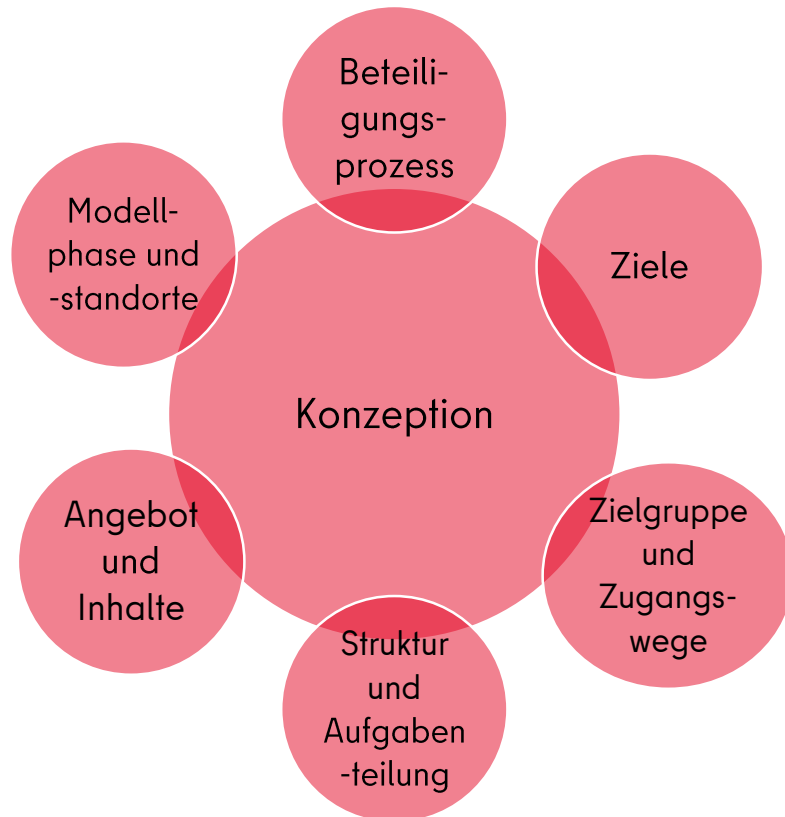 Beteili-
gungs-
prozess
Modell-
phase und
-standorte
Ziele
Konzeption
Angebot
und
Inhalte
Zielgruppe
und
Zugangs-
wege
Struktur
und
Aufgaben
-teilung